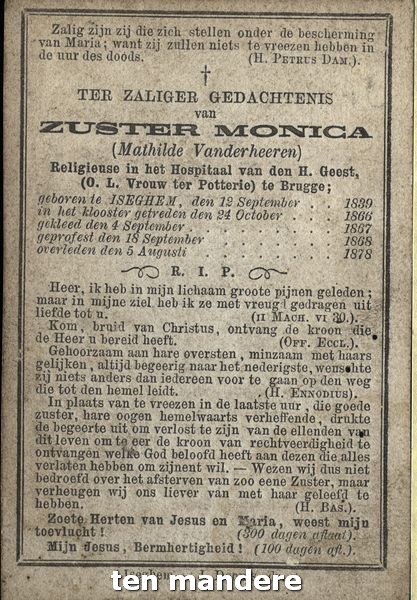 Zalig zijn zij die zich stellen onder de bescherming
van Maria; want zij zullen niets te vreezen hebben in
de uur des doods. (H. PETRUS DAM.).
†
TER ZALIGER GEDACHTENIS
van
ZUSTER MONICA
(Mathilde Vanderheeren)
Religieuse in het Hospitaal van den H. Geest,
(O. L. Vrouw ter Potterie) te Brugge;
geboren te ISEGHEM, den 12 September . . 1839
in het klooster getreden den 24 October . . . 1866
gekleed den 4 September . . . . . . . . . 1867
geprofest den 18 September . . . . . . . . 1868
overleden den 5 Augusti . . . . . . . . . 1878
R. I. P.
Heer, ik heb in mijn lichaam groote pijnen geleden;
maar in mijne ziel heb ik ze met vreugd gedragen uit
liefde tot u. (II MACH. VI 30.).
Kom, bruid van Christus, ontvang de kroon die
de Heer u bereid heeft. (OFF. ECCL.).
Gehoorzaam aan hare oversten, minzaam met haars
gelijken, altijd begeerig naar het nederigste, wenschte
zij niets anders dan iedereen voor te gaan op den weg
die tot den hemel leidt. (H. ENNODIUS).
In plaats van te vreezen in de laatste uur, die goede
zuster, hare oogen hemelwaarts verheffende, drukte
de begeerte uit om verlost te zijn van de ellenden van
dit leven om te eer de kroon van rechtveerdigheid te
ontvangen welke God beloofd heeft aan dezen die alles
verlaten hebben om zijnent wil. — Wezen wij dus niet
bedroefd over het afsterven van zoo eene Zuster, maar
verheugen wij ons liever van met haar geleefd te
hebben. (H. BAS.).
Zoete Herten van Jesus en Maria, weest mijn
toevlucht! (300 dagen aflaat).
Mijn Jesus, Bermhertigheid! (100 dagen afl.).
ten mandere